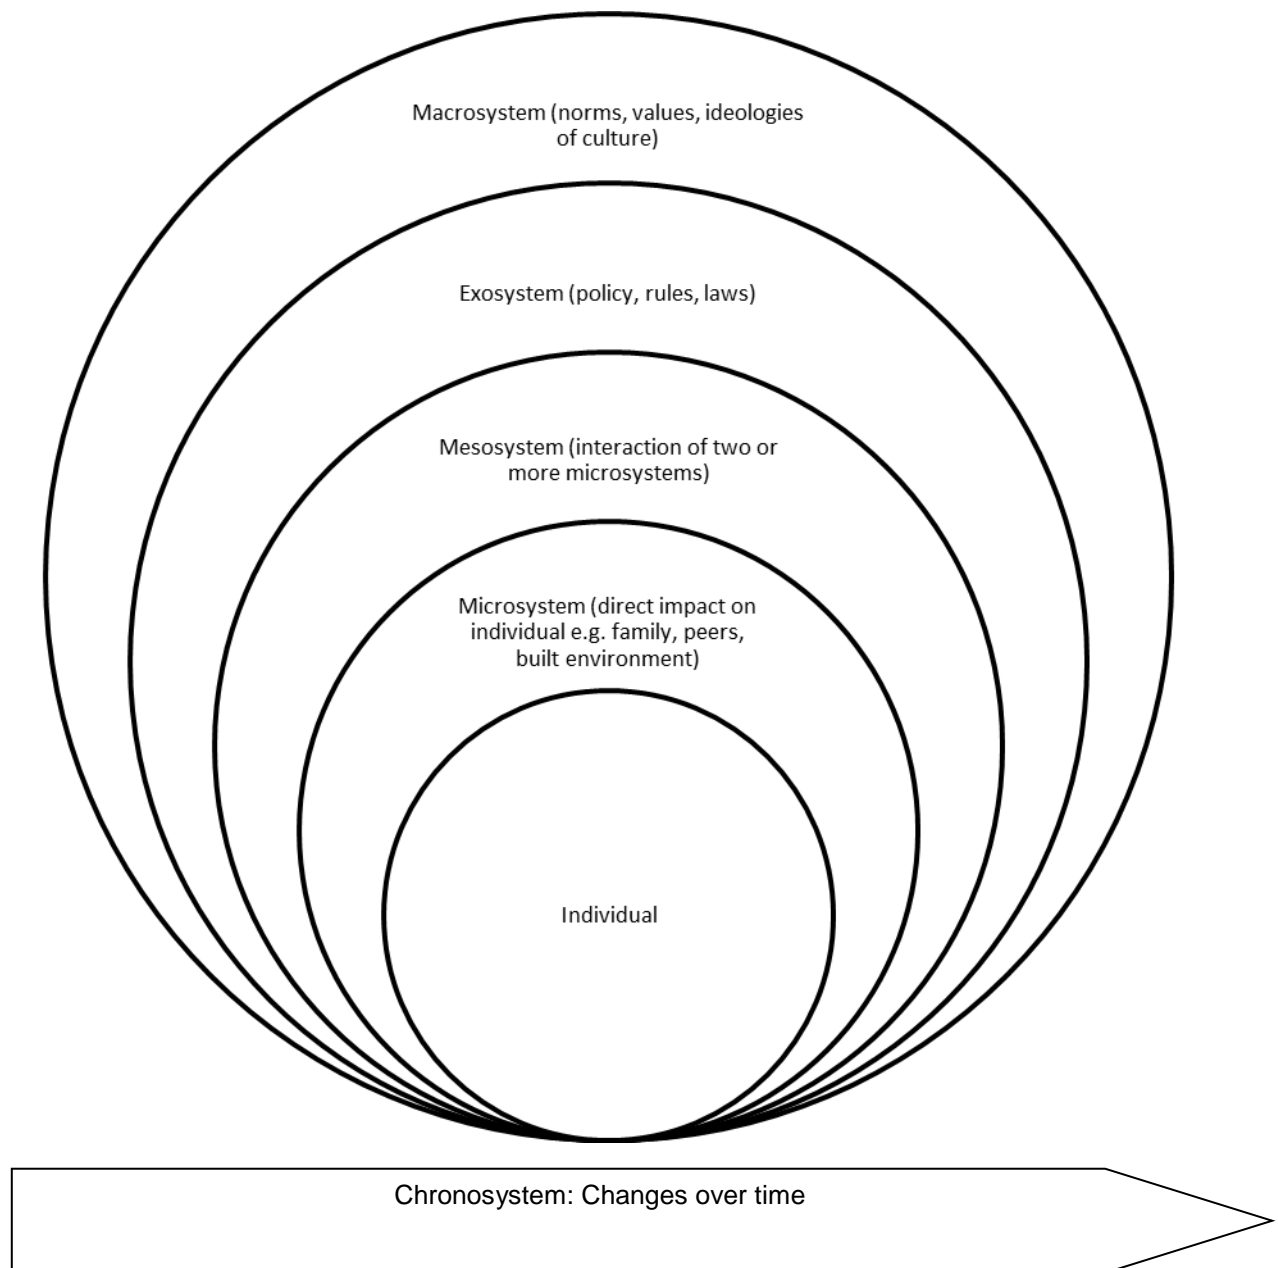 Macrosystem (norms, values, ideologies
of culture)
Exosystem (policy, rules, laws)
Mesosystem (interaction of two or
more microsystems)
Microsystem (direct impact on
individual e.g. family, peers,
built environment)
Individual
Chronosystem: Changes over time